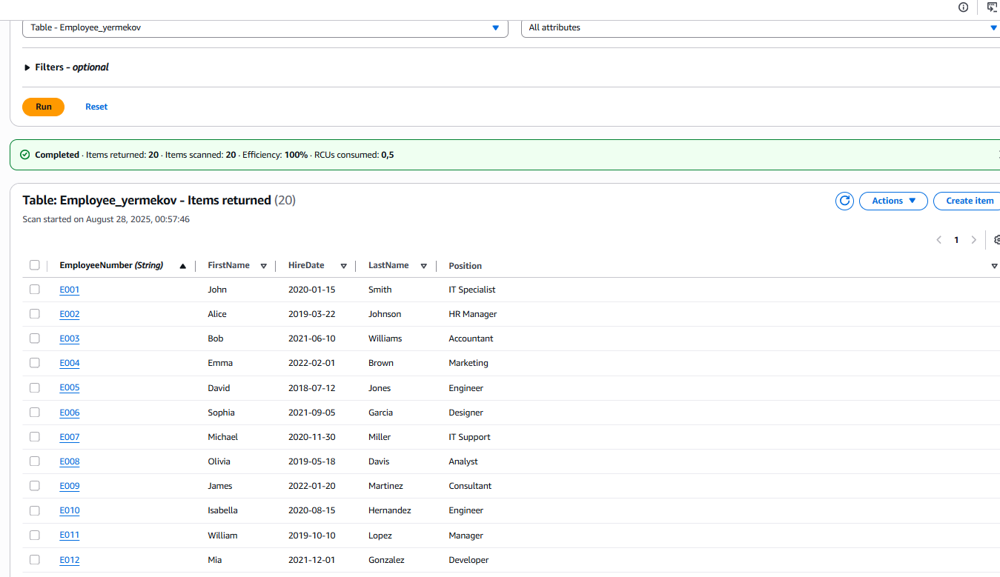 Table - Employee_yermekov All attributes
Filters - optional
Run Reset
Completed · Items returned: 20 · Items scanned: 20 · Efficiency: 100% · RCUs consumed: 0,5
Table: Employee_yermekov - Items returned (20)
Actions Create item
Scan started on August 28, 2025, 00:57:46
1
EmployeeNumber (String) FirstName HireDate LastName Position
E001 John 2020-01-15 Smith IT Specialist
E002 Alice 2019-03-22 Johnson HR Manager
E003 Bob 2021-06-10 Williams Accountant
E004 Emma 2022-02-01 Brown Marketing
E005 David 2018-07-12 Jones Engineer
E006 Sophia 2021-09-05 Garcia Designer
E007 Michael 2020-11-30 Miller IT Support
E008 Olivia 2019-05-18 Davis Analyst
E009 James 2022-01-20 Martinez Consultant
E010 Isabella 2020-08-15 Hernandez Engineer
E011 William 2019-10-10 Lopez Manager
E012 Mia 2021-12-01 Gonzalez Developer